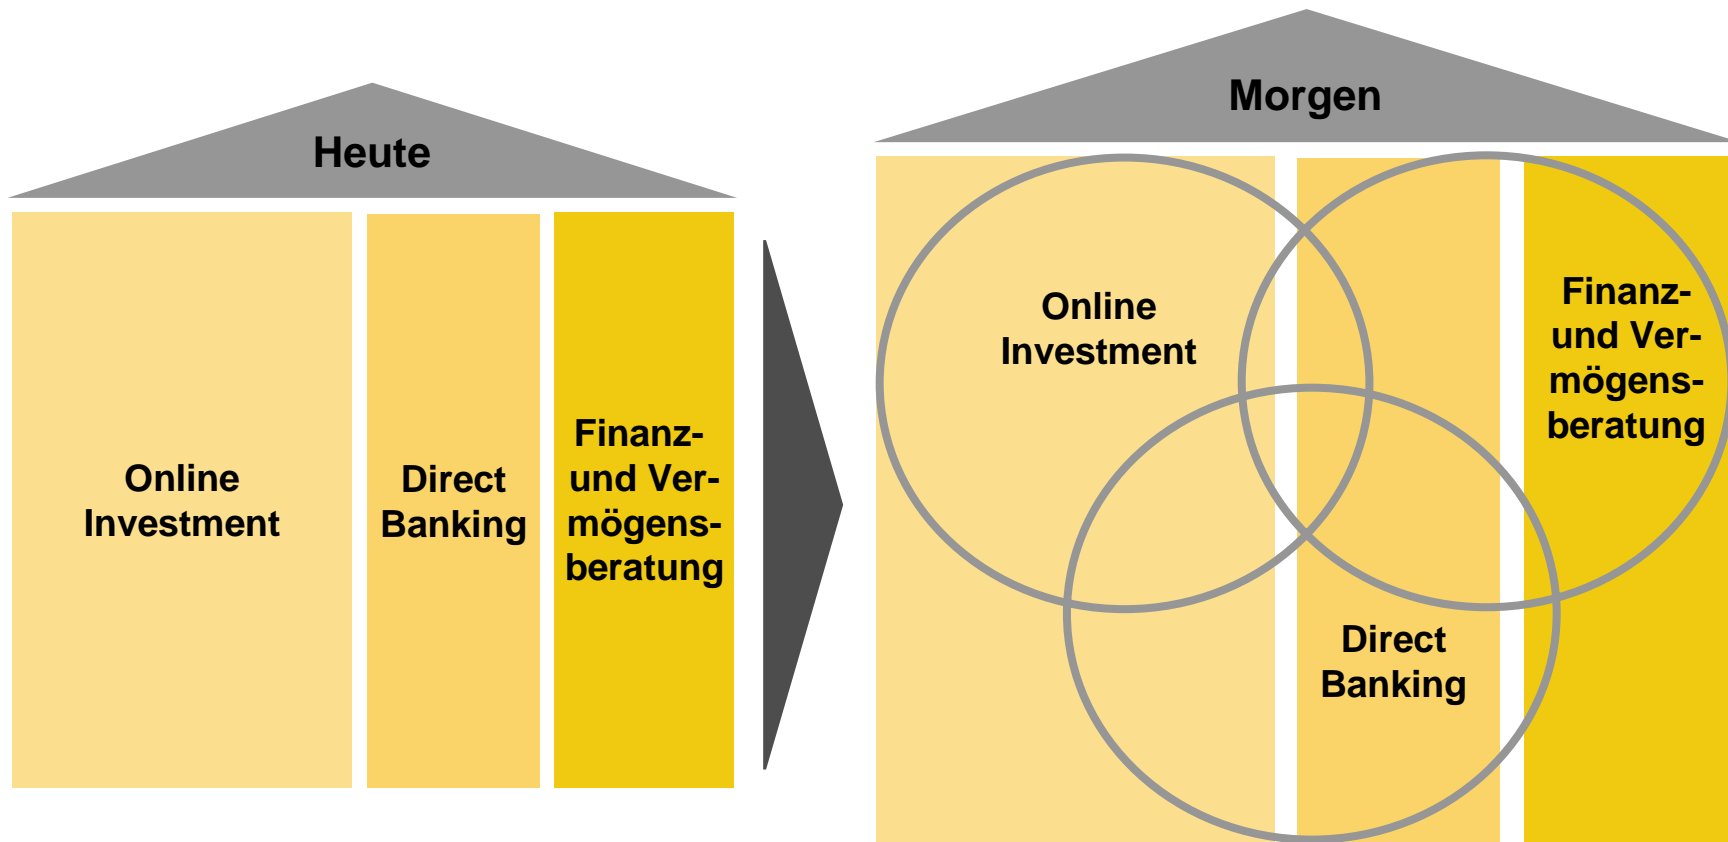 Heute
Online
Investment
Direct
Banking
Finanz-
und Ver-
mögens-
beratung
Morgen
Online
Investment
Finanz-
und Ver-
mögens-
beratung
Direct
Banking